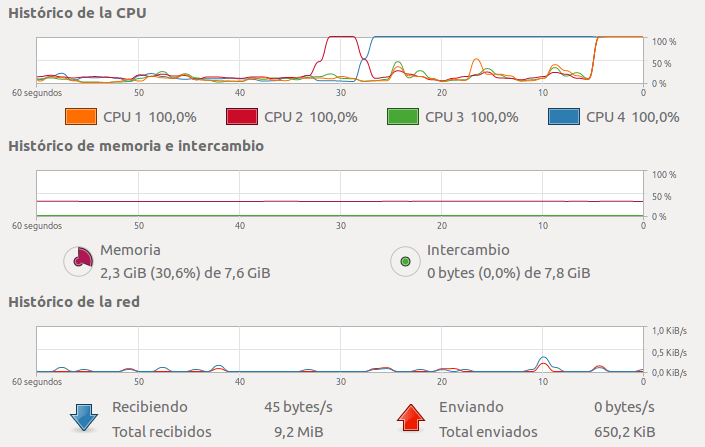 Histórico de la CPU
100 %
50 %
0 %
60 segundos 50 40 30 20 10 0
CPU 1 100,0% CPU 2 100,0% CPU 3 100,0% CPU 4 100,0%
Histórico de memoria e intercambio
100 %
50 %
0 %
60 segundos 50 40 30 20 10 0
Memoria Intercambio
2,3 GiB (30,6%) de 7,6 GiB 0 bytes (0,0%) de 7,8 GiB
Histórico de la red
1,0 KiB/s
0,5 KiB/s
0,0 KiB/s
60 segundos 50 40 30 20 10 0
Recibiendo 45 bytes/s Enviando 0 bytes/s
Total recibidos 9,2 MiB Total enviados 650,2 KiB